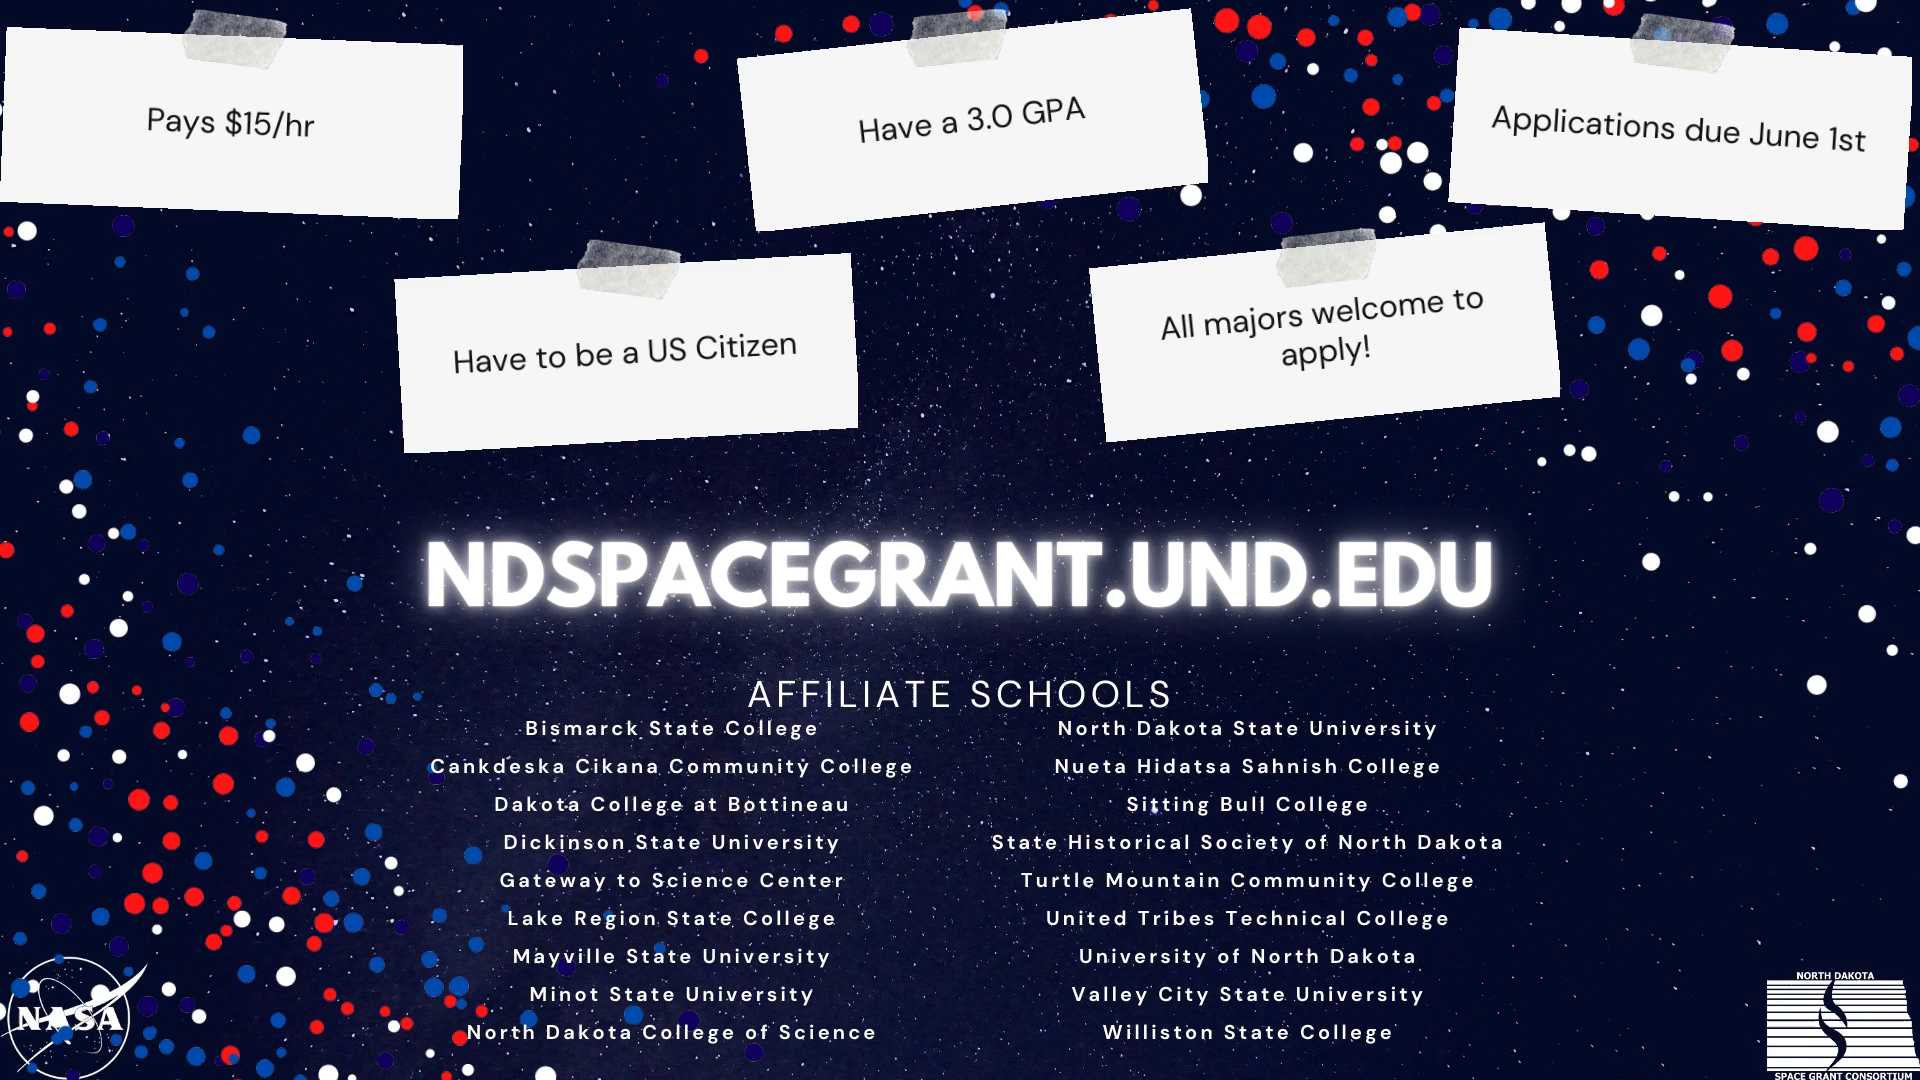 Pays $15/hr
Have a 3.0 GPA
Applications due June 1st
Have to be a US Citizen
All majors welcome to
apply!
NDSPACEGRANT.UND.EDU
AFFILIATE SCHOOLS
Bismarck State College
Cankdeska Cikana Community College
Dakota College at Bottineau
Dickinson State University
Gateway to Science Center
Lake Region State College
Mayville State University
Minot State University
North Dakota College of Science
North Dakota State University
Nueta Hidatsa Sahnish College
Sitting Bull College
State Historical Society of North Dakota
Turtle Mountain Community College
United Tribes Technical College
University of North Dakota
Valley City State University
Williston State College
NASA
NORTH DAKOTA
SPACE GRANT CONSORTIUM